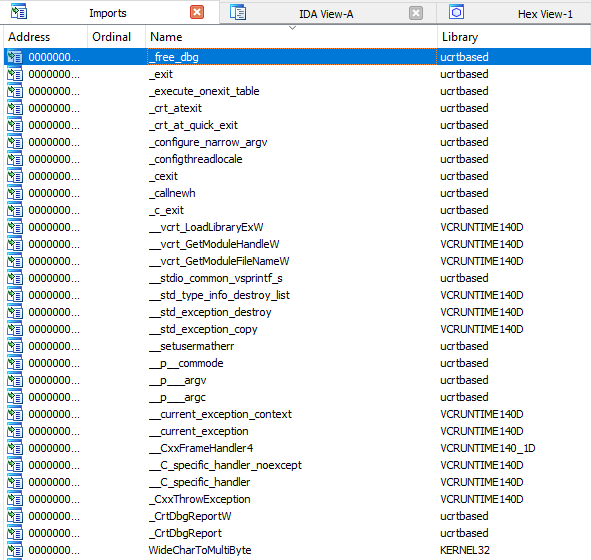 Imports IDA View-A Hex View-1
Address Ordinal Name Library
0000000... _free_dbg ucrtbased
0000000... _exit ucrtbased
0000000... _execute_onexit_table ucrtbased
0000000... _crt_atexit ucrtbased
0000000... _crt_at_quick_exit ucrtbased
0000000... _configure_narrow_argv ucrtbased
0000000... _configthreadlocale ucrtbased
0000000... _cexit ucrtbased
0000000... _callnewh ucrtbased
0000000... _c_exit ucrtbased
0000000... __vcrt_LoadLibraryExW VCRUNTIME140D
0000000... __vcrt_GetModuleHandleW VCRUNTIME140D
0000000... __vcrt_GetModuleFileNameW VCRUNTIME140D
0000000... __stdio_common_vsprintf_s ucrtbased
0000000... __std_type_info_destroy_list VCRUNTIME140D
0000000... __std_exception_destroy VCRUNTIME140D
0000000... __std_exception_copy VCRUNTIME140D
0000000... __setusermatherr ucrtbased
0000000... __p__commode ucrtbased
0000000... __p___argv ucrtbased
0000000... __p___argc ucrtbased
0000000... __current_exception_context VCRUNTIME140D
0000000... __current_exception VCRUNTIME140D
0000000... __CxxFrameHandler4 VCRUNTIME140_1D
0000000... __C_specific_handler_noexcept VCRUNTIME140D
0000000... __C_specific_handler VCRUNTIME140D
0000000... _CxxThrowException VCRUNTIME140D
0000000... _CrtDbgReportW ucrtbased
0000000... _CrtDbgReport ucrtbased
0000000... WideCharToMultiByte KERNEL32